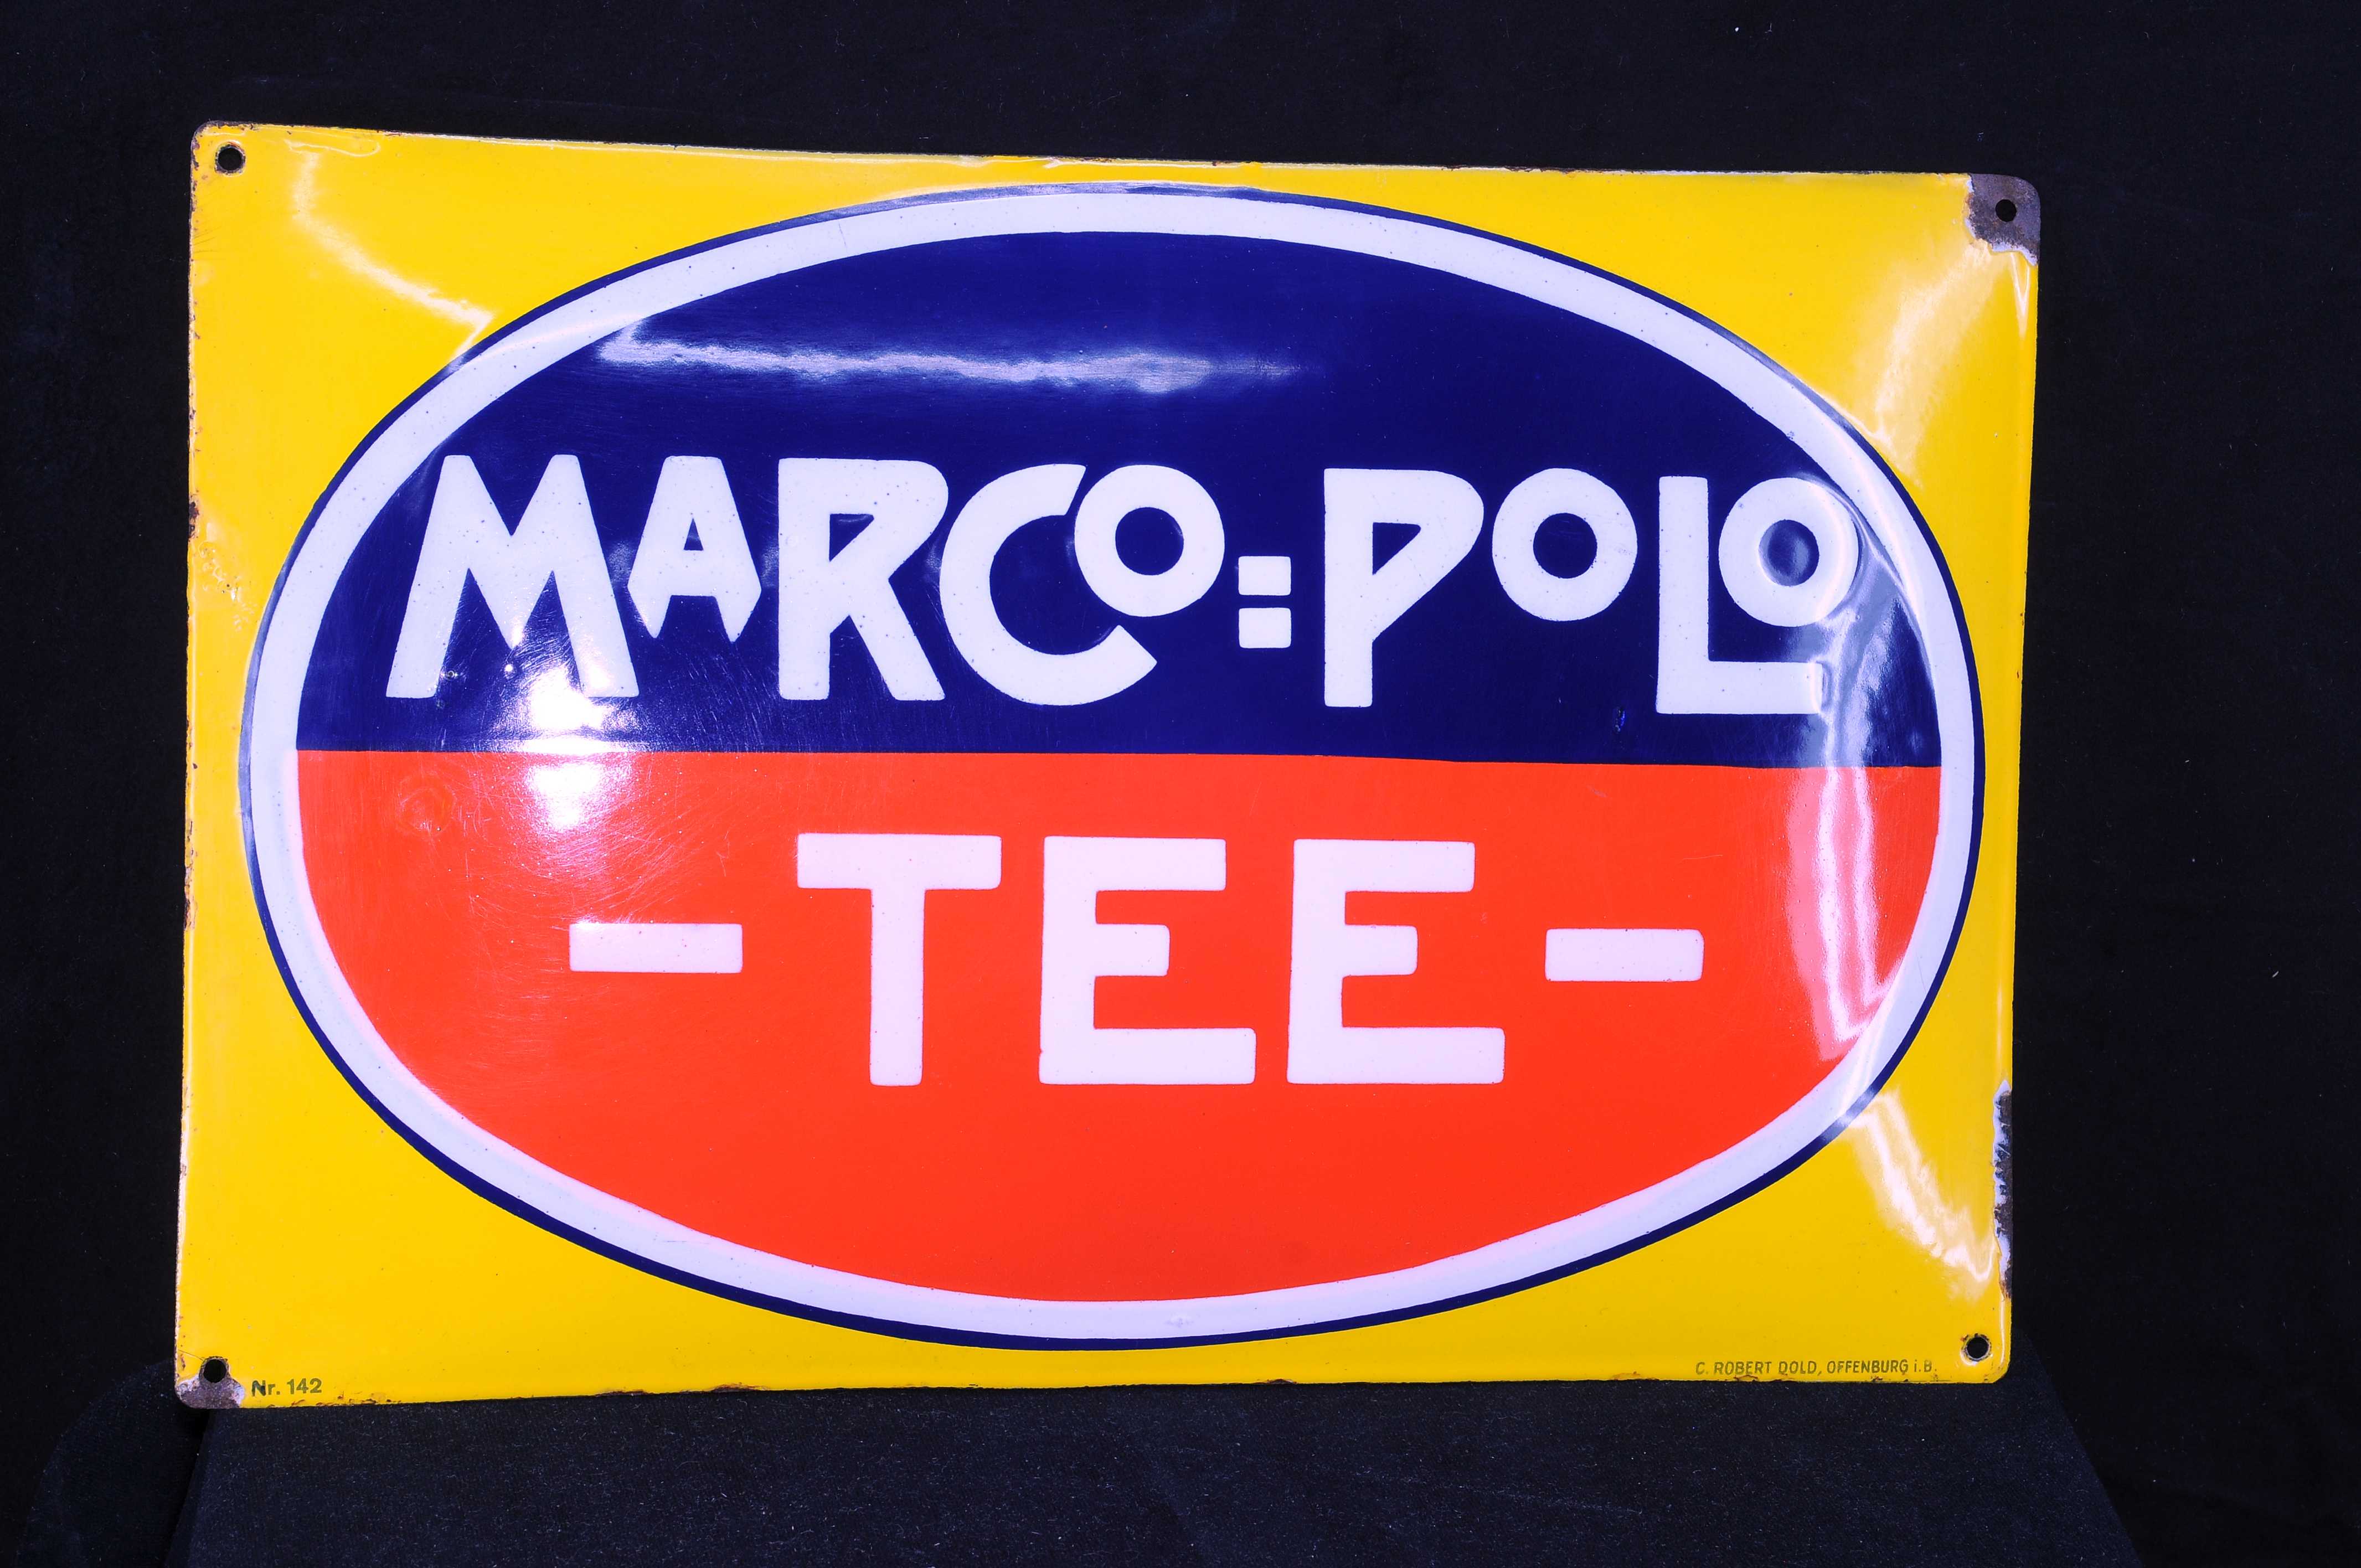 MARCO=POLO
- TEE -
Nr. 142
C. ROBERT DOLD, OFFENBURG i.B.